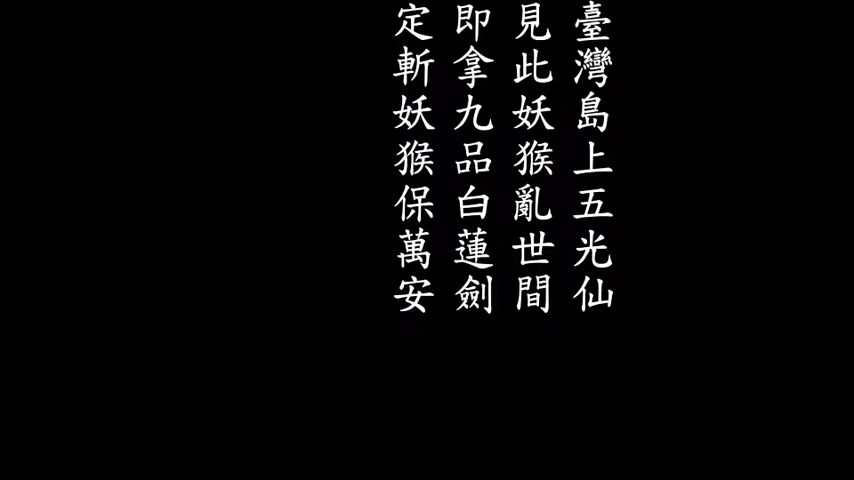 臺灣島上五光仙
見此妖猴亂世間
即拿九品白蓮劍
定斬妖猴保萬安